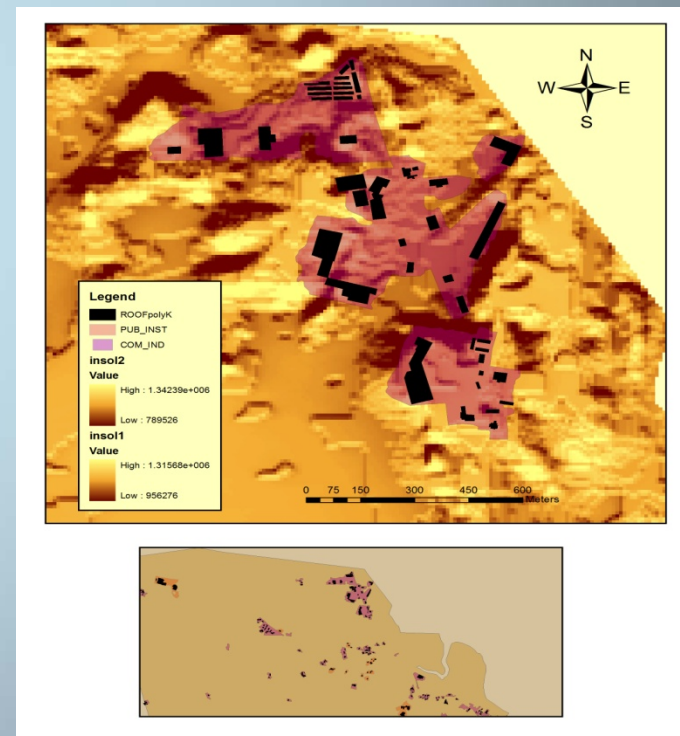 N
W E
S
Legend
ROOFpolyK
PUB_INST
COM_IND
insol2
Value
High : 1.34239e+006
Low : 789526
insol1
Value
High : 1.31568e+006
Low : 956276
0 75 150 300 450 600
Meters